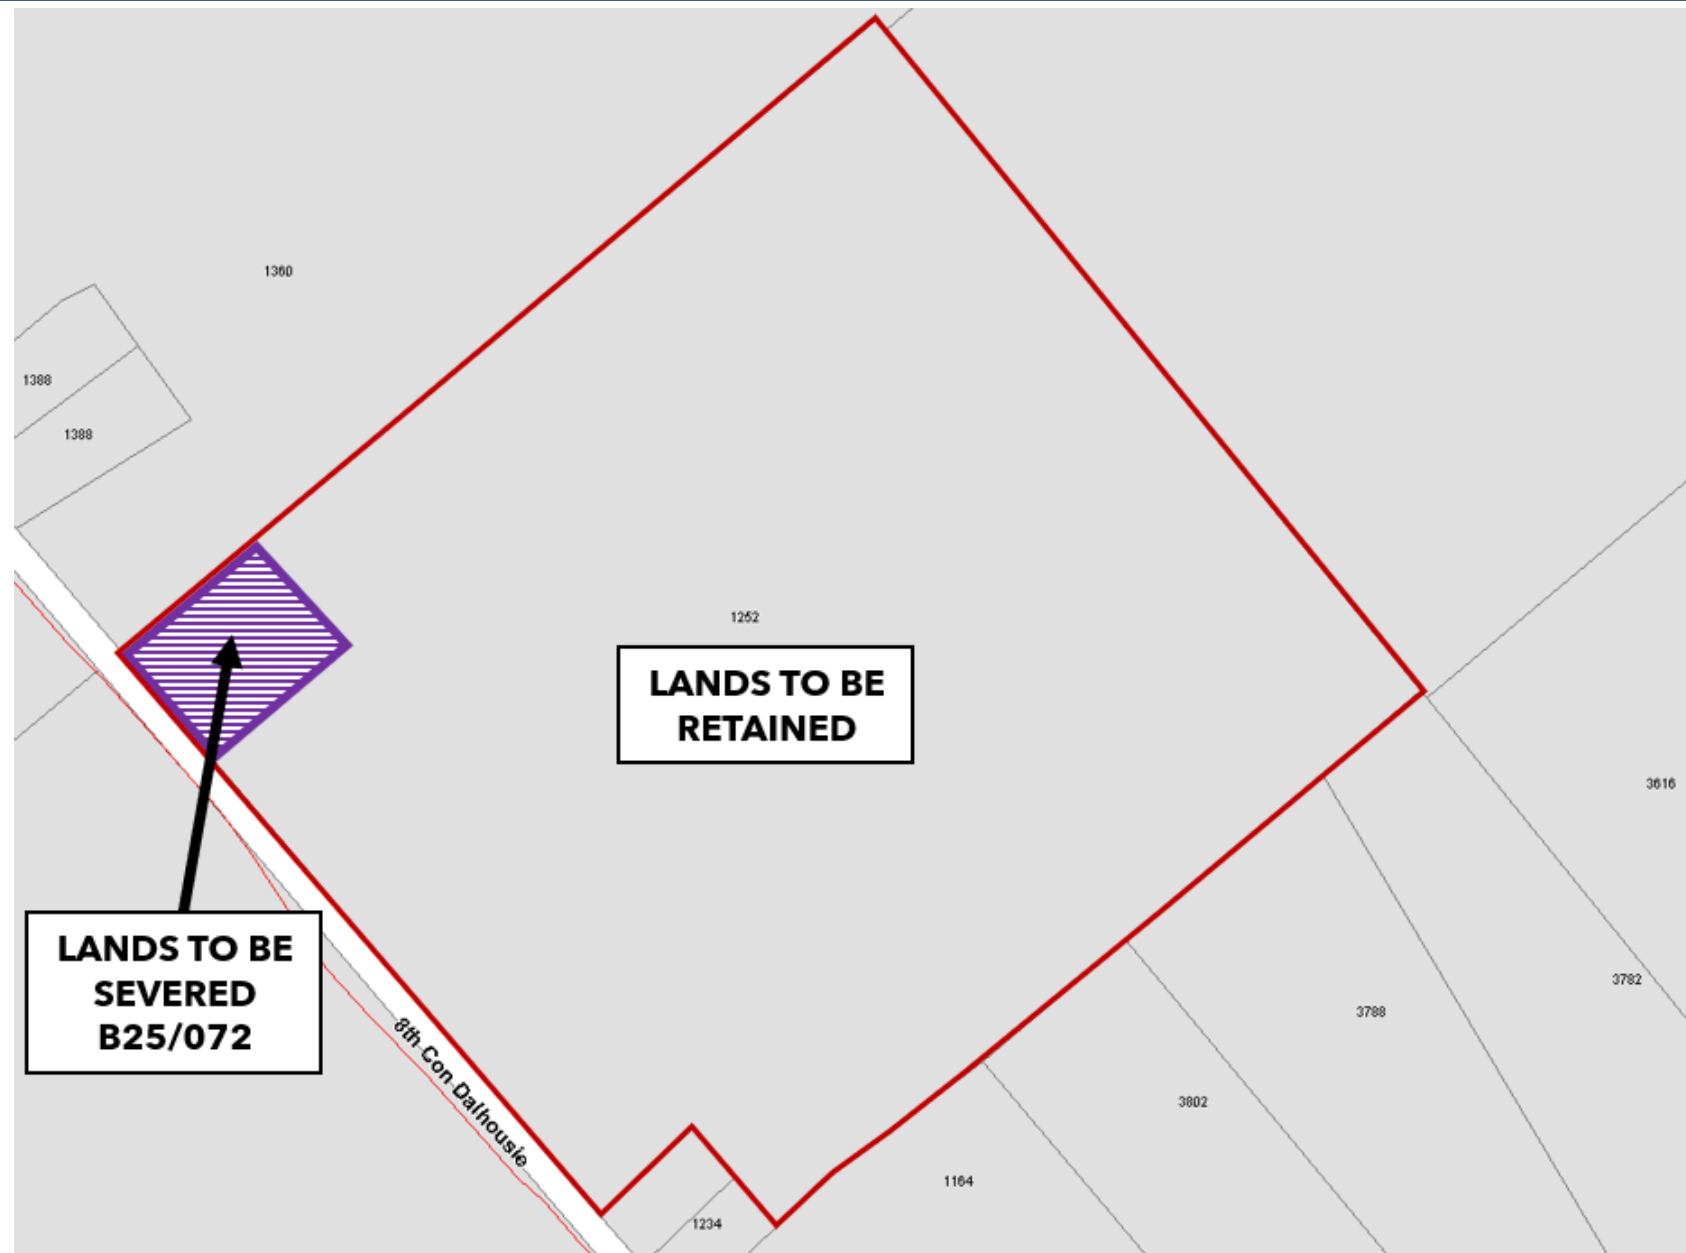 1360
1388
1388
1252
LANDS TO BE
RETAINED
3616
LANDS TO BE
SEVERED
B25/072
8th Con Dalhousie
3782
3788
3802
1164
1234